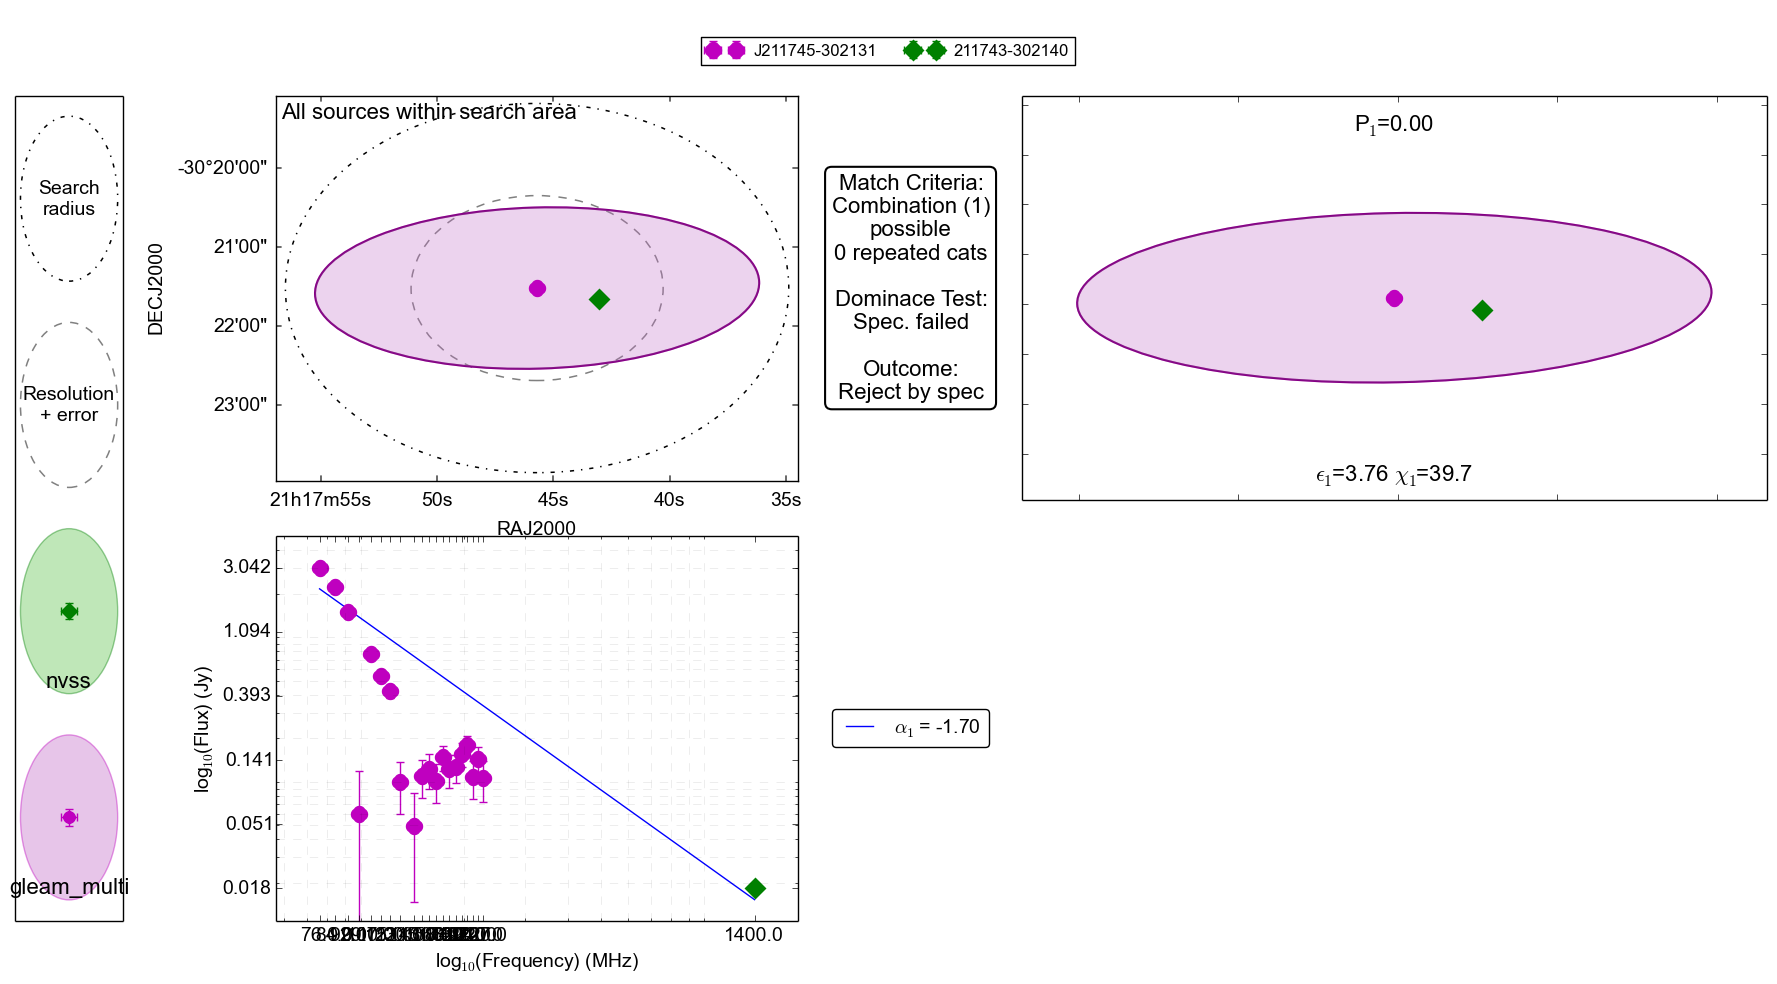 J211745-302131 211743-302140
Search
radius
Resolution
+ error
nvss
gleam_multi
All sources within search area
DECJ2000
-30°20'00"
21'00"
22'00"
23'00"
21h17m55s 50s 45s 40s 35s
RAJ2000
Match Criteria:
Combination (1)
possible
0 repeated cats
Dominace Test:
Spec. failed
Outcome:
Reject by spec
P1=0.00
ϵ1=3.76 χ1=39.7
log10(Flux) (Jy)
3.042
1.094
0.393
0.141
0.051
0.018
1400.0
log10(Frequency) (MHz)
α1 = -1.70